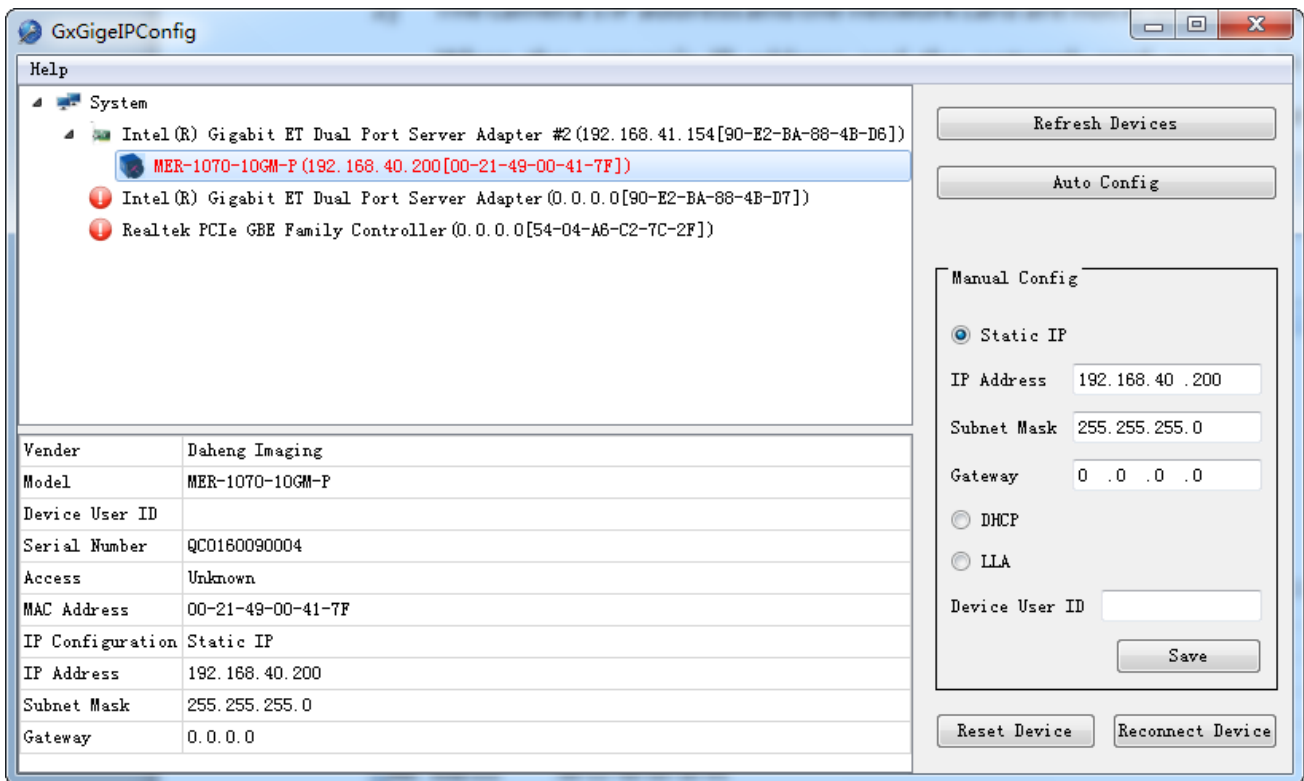 GxGigeIPConfig
Help
System
Intel(R) Gigabit ET Dual Port Server Adapter #2(192.168.41.154[90-E2-BA-88-4B-D6])
MER-1070-10GM-P(192.168.40.200[00-21-49-00-41-7F])
Intel(R) Gigabit ET Dual Port Server Adapter(0.0.0.0[90-E2-BA-88-4B-D7])
Realtek PCIe GBE Family Controller(0.0.0.0[54-04-A6-C2-7C-2F])
Vender Daheng Imaging
Model MER-1070-10GM-P
Device User ID
Serial Number QC0160090004
Access Unknown
MAC Address 00-21-49-00-41-7F
IP Configuration Static IP
IP Address 192.168.40.200
Subnet Mask 255.255.255.0
Gateway 0.0.0.0
Refresh Devices
Auto Config
Manual Config
Static IP
IP Address 192.168.40 .200
Subnet Mask 255.255.255.0
Gateway 0 .0 .0 .0
DHCP
LLA
Device User ID
Save
Reset Device
Reconnect Device